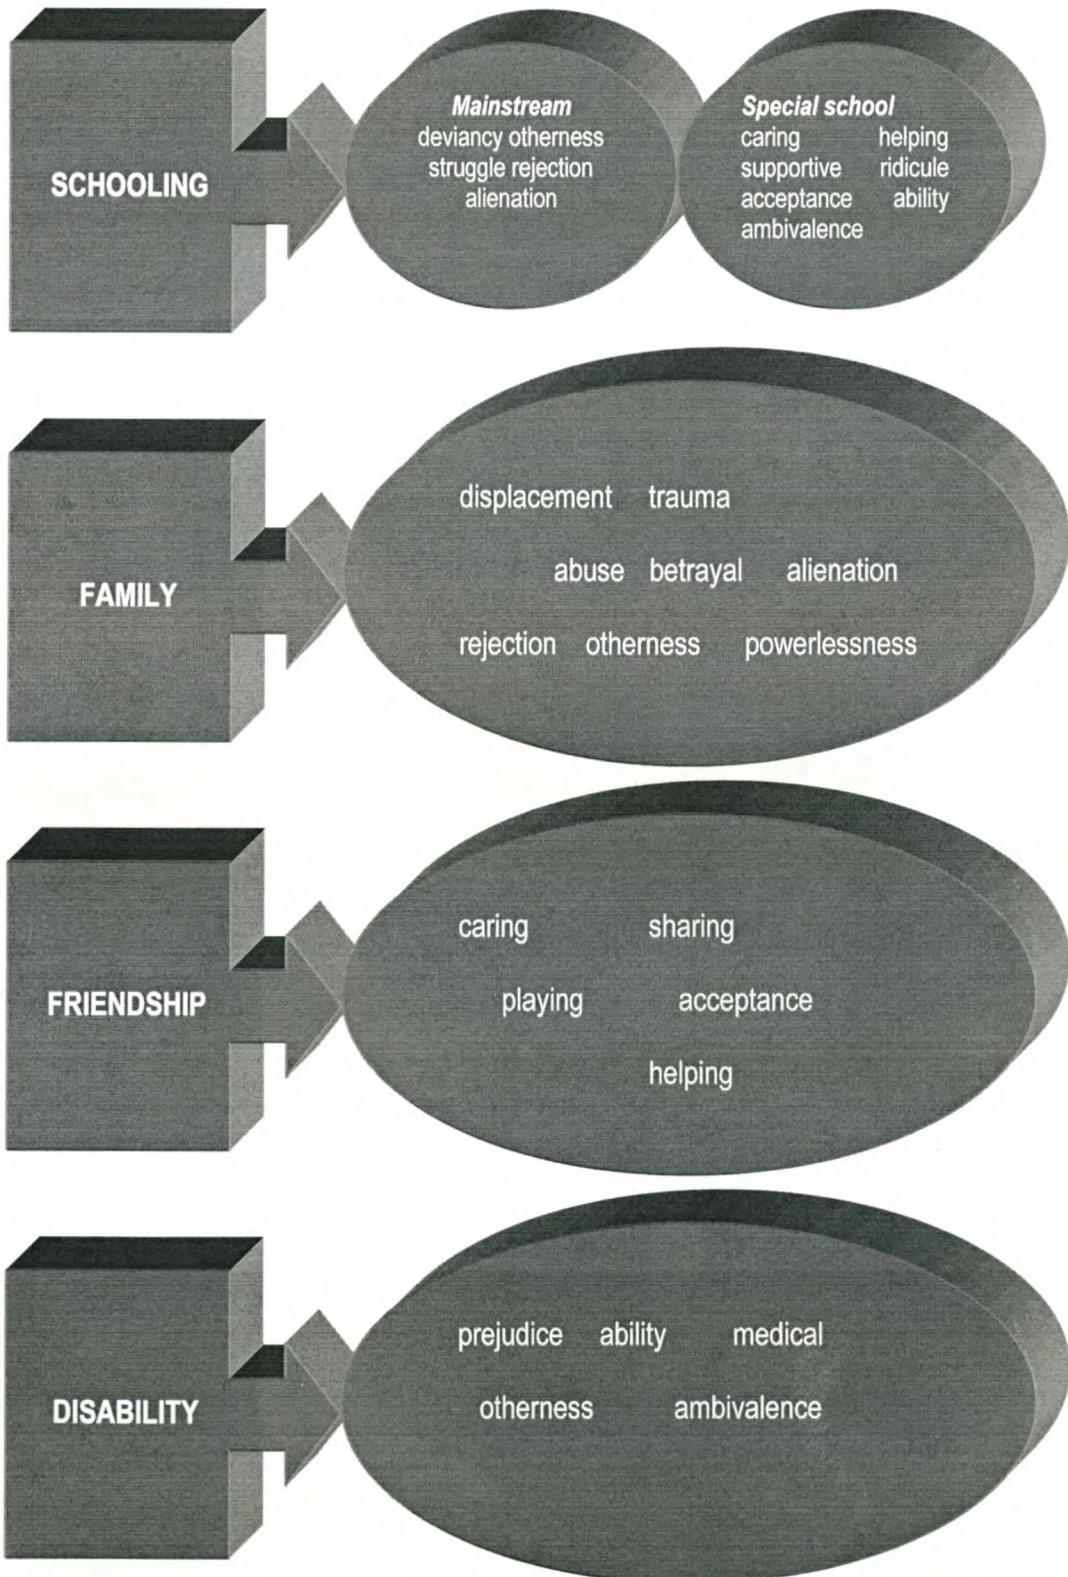 SCHOOLING
Mainstream
deviancy otherness
struggle rejection
alienation
Special school
caring helping
supportive ridicule
acceptance ability
ambivalence
FAMILY
displacement trauma
abuse betrayal alienation
rejection otherness powerlessness
FRIENDSHIP
caring sharing
playing acceptance
helping
DISABILITY
prejudice ability medical
otherness ambivalence